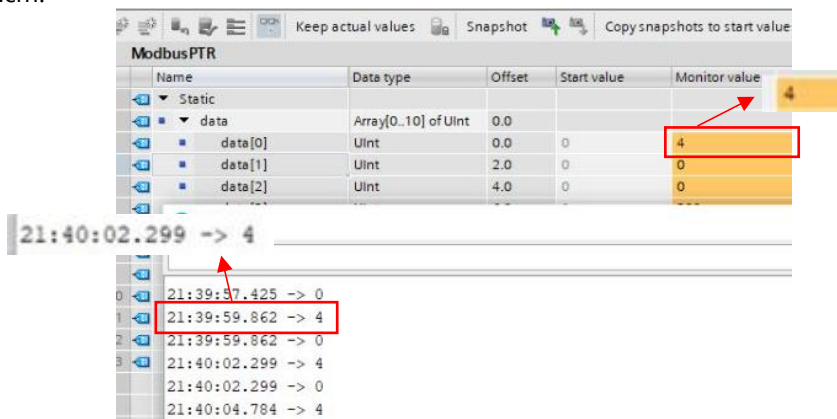 Keep actual values Snapshot Copy snapshots to start value
ModbusPTR
Name Data type Offset Start value Monitor value
4
Static
data Array[0..10] of UInt 0.0
data[0] UInt 0.0 0 4
data[1] UInt 2.0 0 0
data[2] UInt 4.0 0 0
21:40:02.299 -> 4
21:39:57.425 -> 0
21:39:59.862 -> 4
21:39:59.862 -> 0
21:40:02.299 -> 4
21:40:02.299 -> 0
21:40:04.784 -> 4